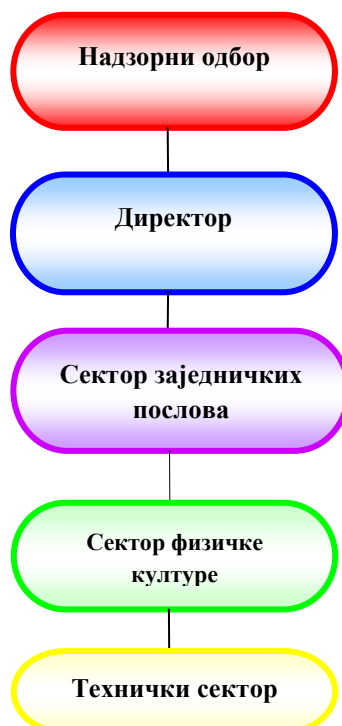 Надзорни одбор
Директор
Сектор заједничких
послова
Сектор физичке
културе
Технички сектор